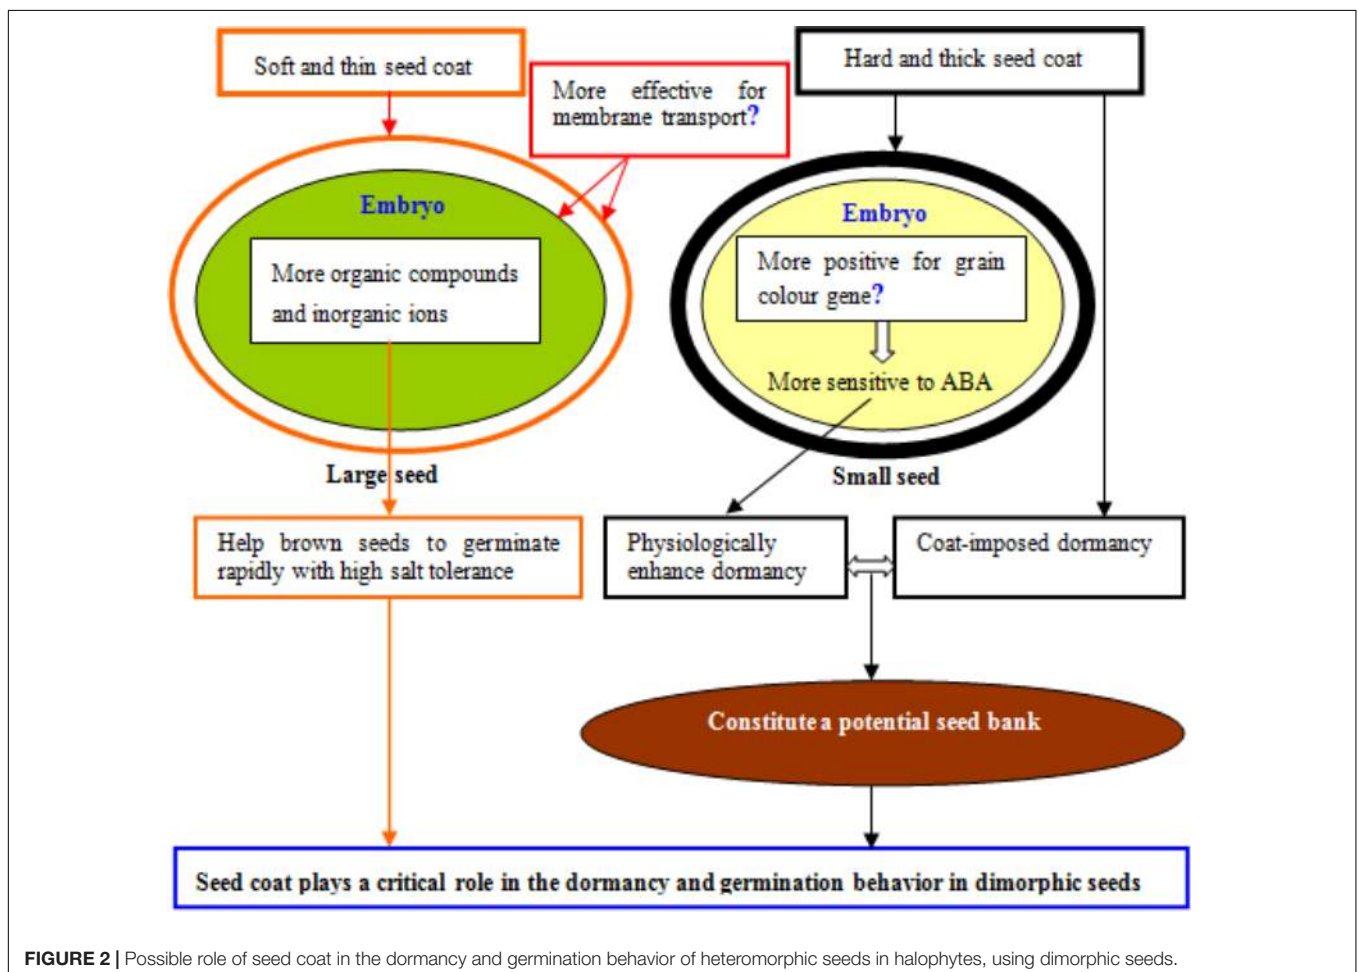 Soft and thin seed coat
Hard and thick seed coat
More effective for
membrane transport?
Embryo
More organic compounds
and inorganic ions
Large seed
Embryo
More positive for grain
colour gene?
More sensitive to ABA
Small seed
Help brown seeds to germinate
rapidly with high salt tolerance
Physiologically
enhance dormancy
Coat-imposed dormancy
Constitute a potential seed bank
Seed coat plays a critical role in the dormancy and germination behavior in dimorphic seeds
FIGURE 2 | Possible role of seed coat in the dormancy and germination behavior of heteromorphic seeds in halophytes, using dimorphic seeds.